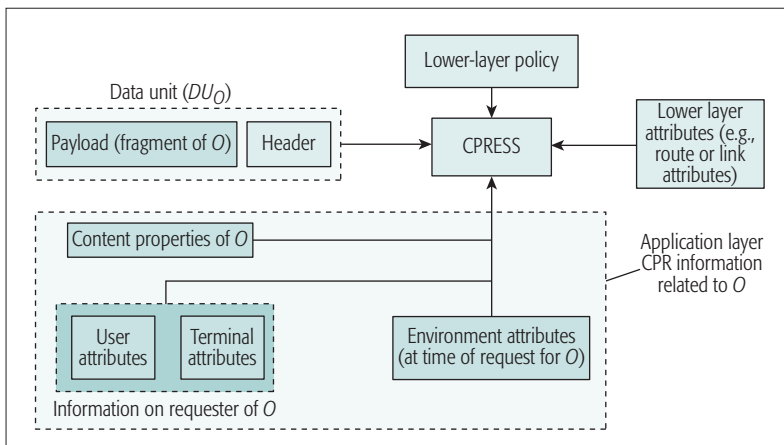 Lower-layer policy
Data unit (DU_O)
Payload (fragment of O)
Header
CPRESS
Lower layer
attributes (e.g.,
route or link
attributes)
Content properties of O
Application layer
CPR information
related to O
User
attributes
Terminal
attributes
Environment attributes
(at time of request for O)
Information on requester of O